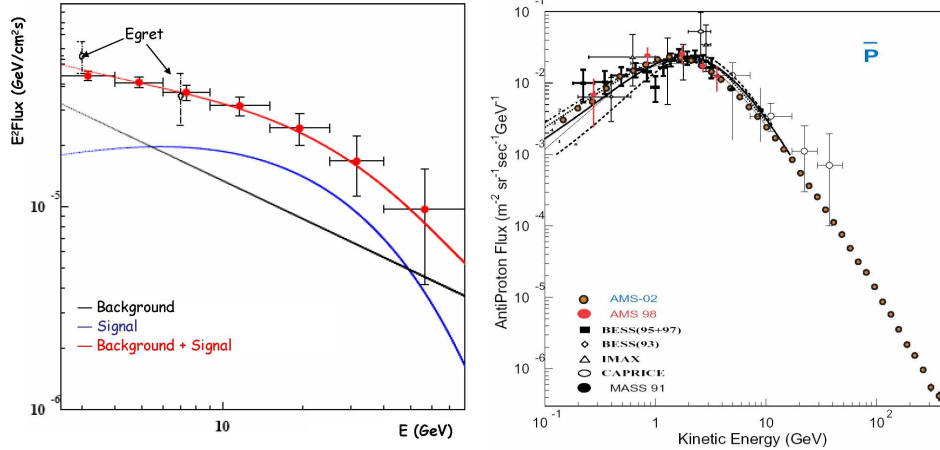 E²Flux (GeV/cm²s)
Egret
10⁻⁵
10⁻⁶
Background
Signal
Background + Signal
10
E (GeV)
AntiProton Flux (m⁻² sr⁻¹sec⁻¹GeV⁻¹)
10⁻¹
10⁻²
10⁻³
10⁻⁴
10⁻⁵
10⁻⁶
P̅
AMS-02
AMS 98
BESS(95+97)
BESS(93)
IMAX
CAPRICE
MASS 91
10⁻¹ 1 10 10²
Kinetic Energy (GeV)